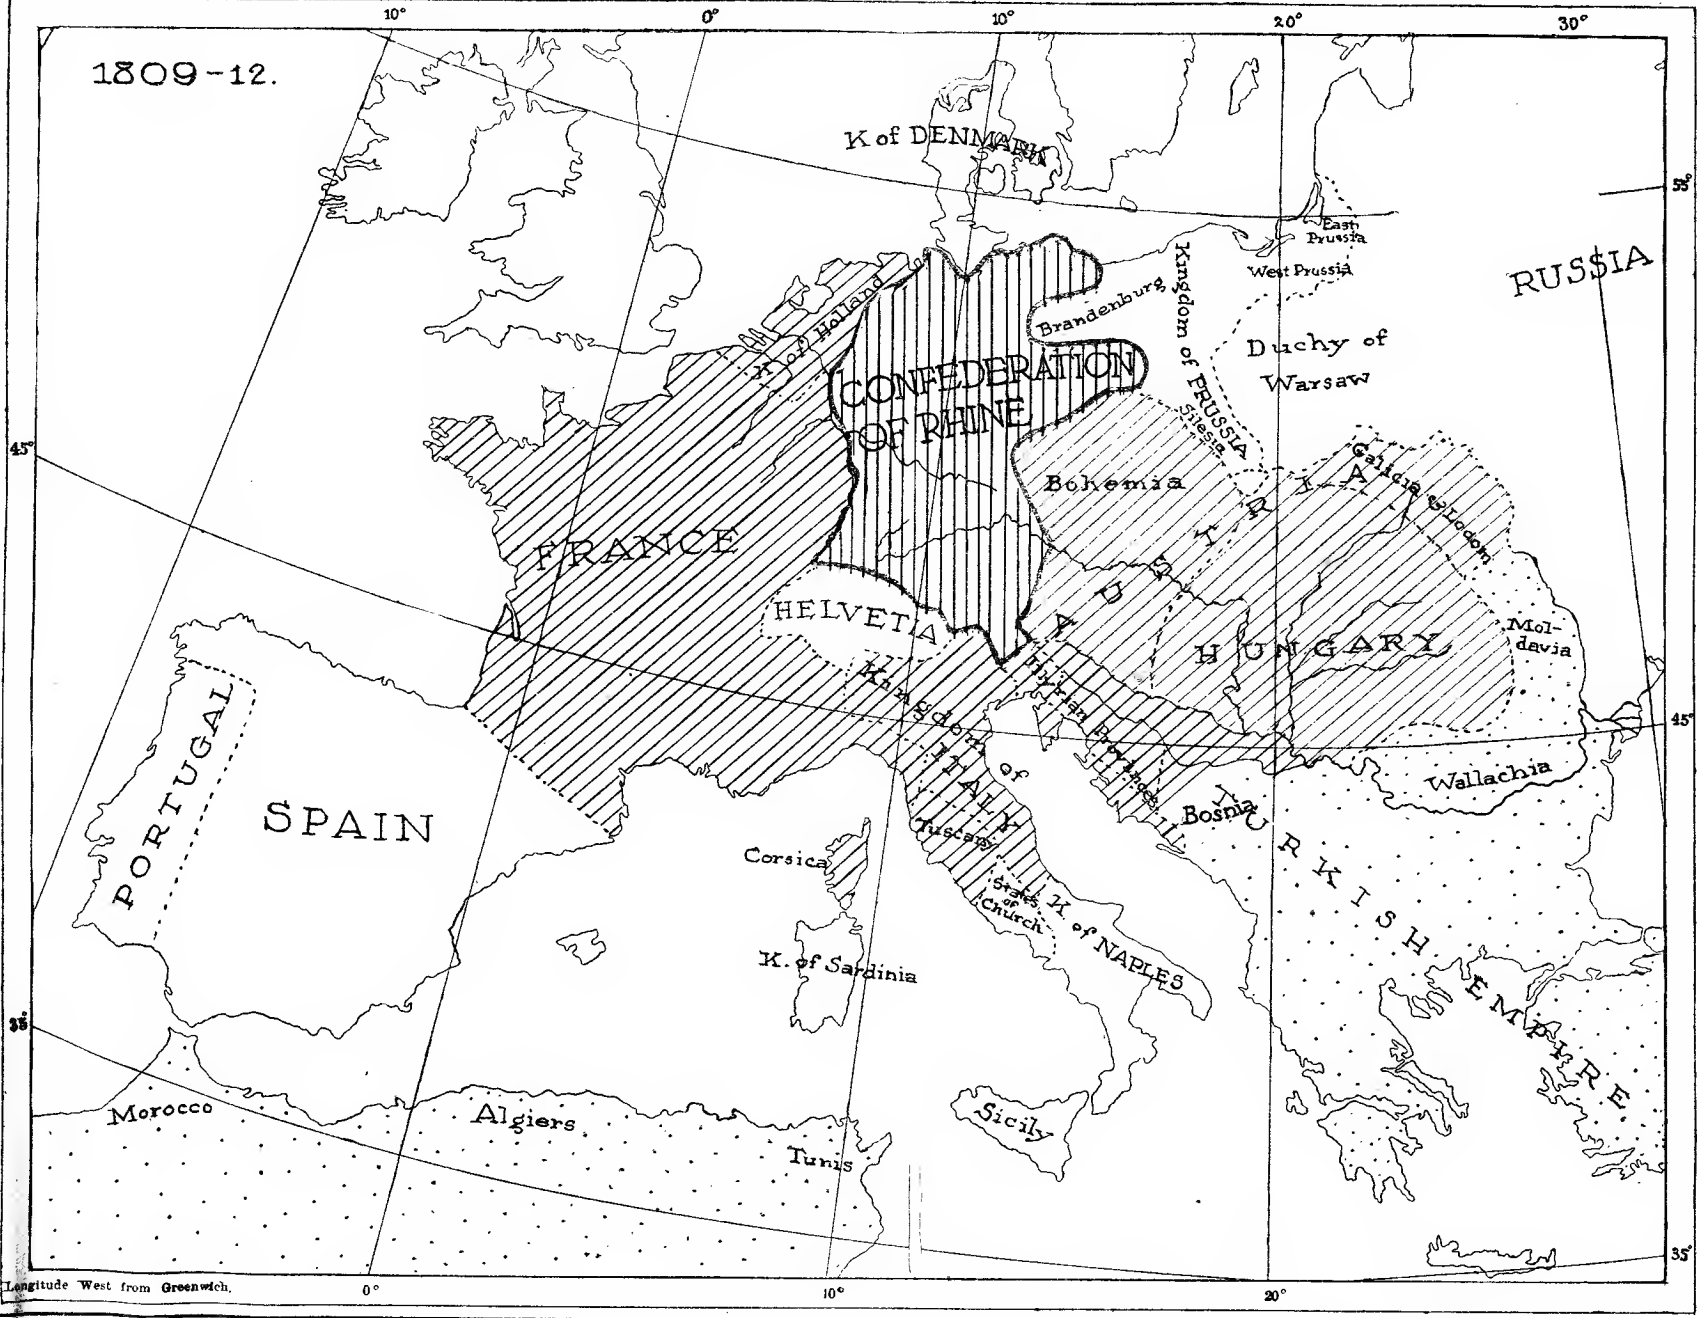 10° 0° 10° 20° 30°
1809-12.
K of DENMARK
55°
East
Prussia
West Prussia
RUSSIA
Kingdom of PRUSSIA
Brandenburg
K of Holland
Duchy of
Warsaw
CONFEDERATION
OF RHINE
Silesia
45°
Bohemia
Galicia & Lodom
AUSTRIA
FRANCE
HELVETIA
HUNGARY
Mol-
davia
Kingdom of
ITALY
Illyrian Provinces
45°
PORTUGAL
SPAIN
Wallachia
Bosnia
TURKISH EMPIRE
Tuscany
Corsica
States
of
Church
K. of NAPLES
K. of Sardinia
35°
Morocco
Algiers
Tunis
Sicily
35°
Longitude West from Greenwich.
0° 10° 20°